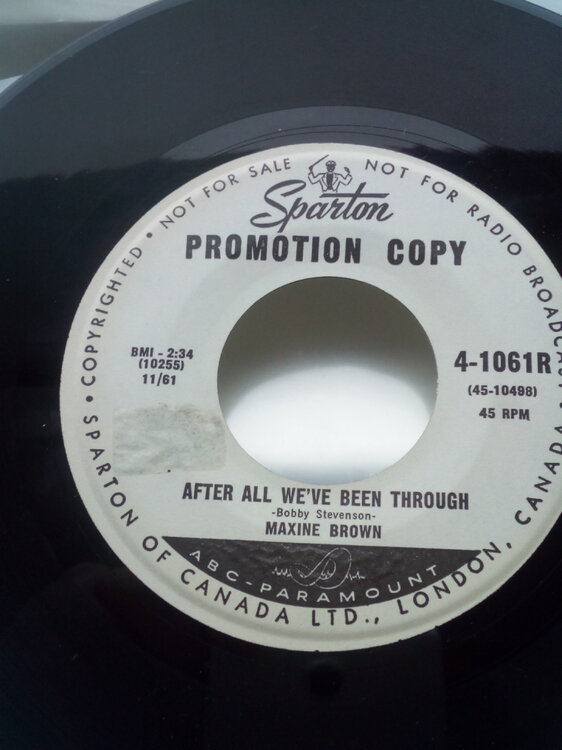 SPARTON OF CANADA LTD., LONDON, CANADA • COPYRIGHTED • NOT FOR SALE
NOT FOR RADIO BROADCAS
Sparton
PROMOTION COPY
BMI - 2:34
(10255)
11/61
4-1061R
(45-10498)
45 RPM
AFTER ALL WE'VE BEEN THROUGH
-Bobby Stevenson-
MAXINE BROWN
ABC-PARAMOUNT